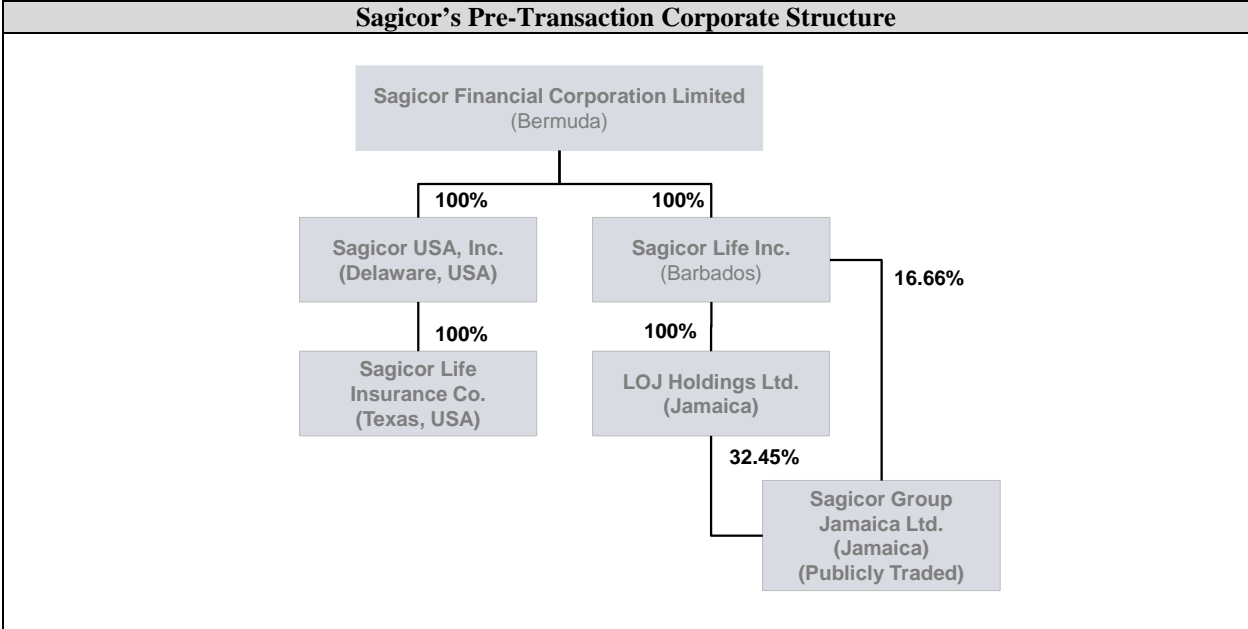 Sagicor’s Pre-Transaction Corporate Structure
Sagicor Financial Corporation Limited
(Bermuda)
100%
100%
Sagicor USA, Inc.
(Delaware, USA)
Sagicor Life Inc.
(Barbados)
16.66%
100%
100%
Sagicor Life
Insurance Co.
(Texas, USA)
LOJ Holdings Ltd.
(Jamaica)
32.45%
Sagicor Group
Jamaica Ltd.
(Jamaica)
(Publicly Traded)